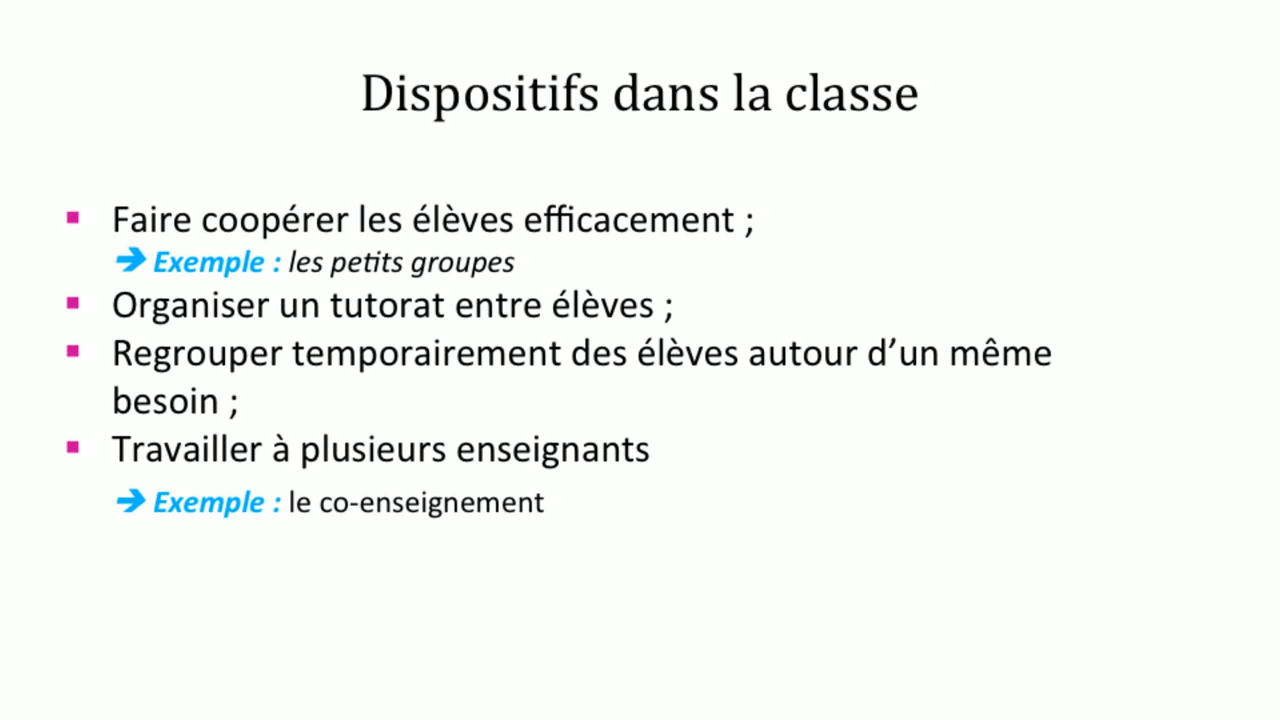 Dispositifs dans la classe
▪ Faire coopérer les élèves efficacement ;
➔ Exemple : les petits groupes
▪ Organiser un tutorat entre élèves ;
▪ Regrouper temporairement des élèves autour d’un même
besoin ;
▪ Travailler à plusieurs enseignants
➔ Exemple : le co-enseignement